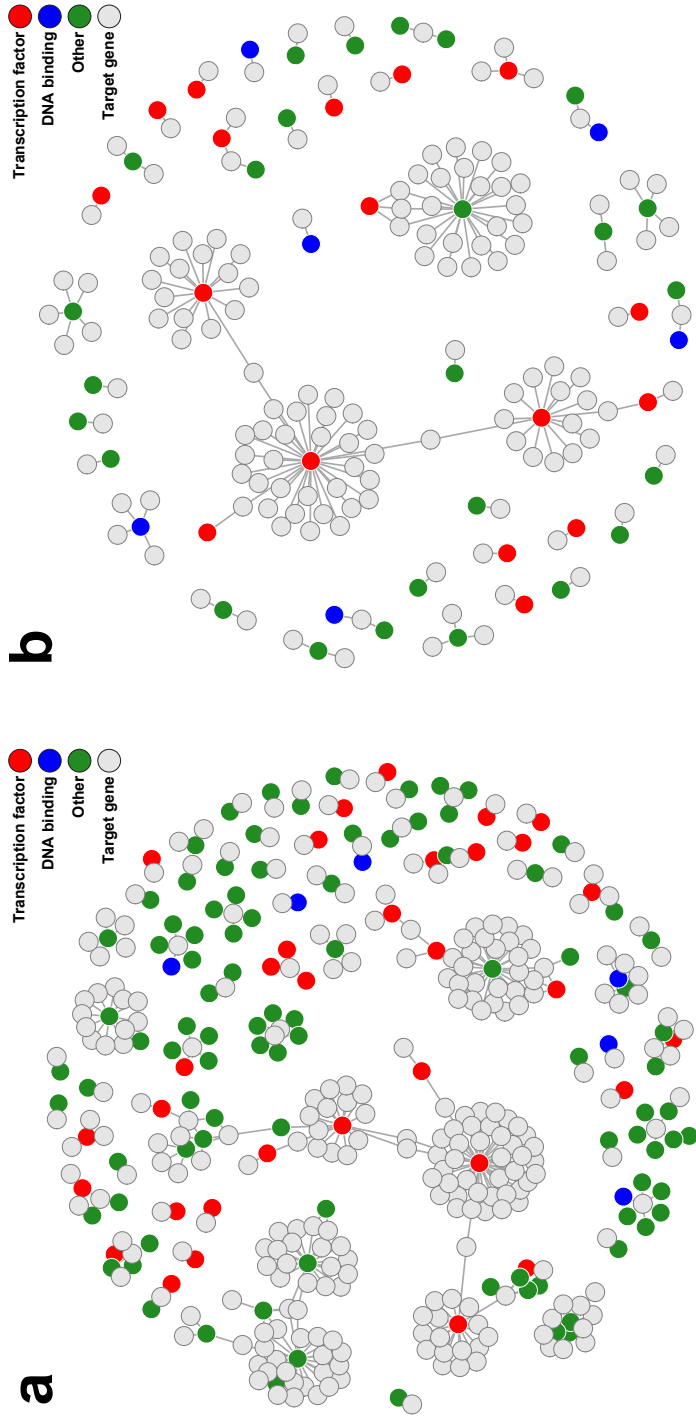 a
Transcription factor
DNA binding
Other
Target gene
b
Transcription factor
DNA binding
Other
Target gene